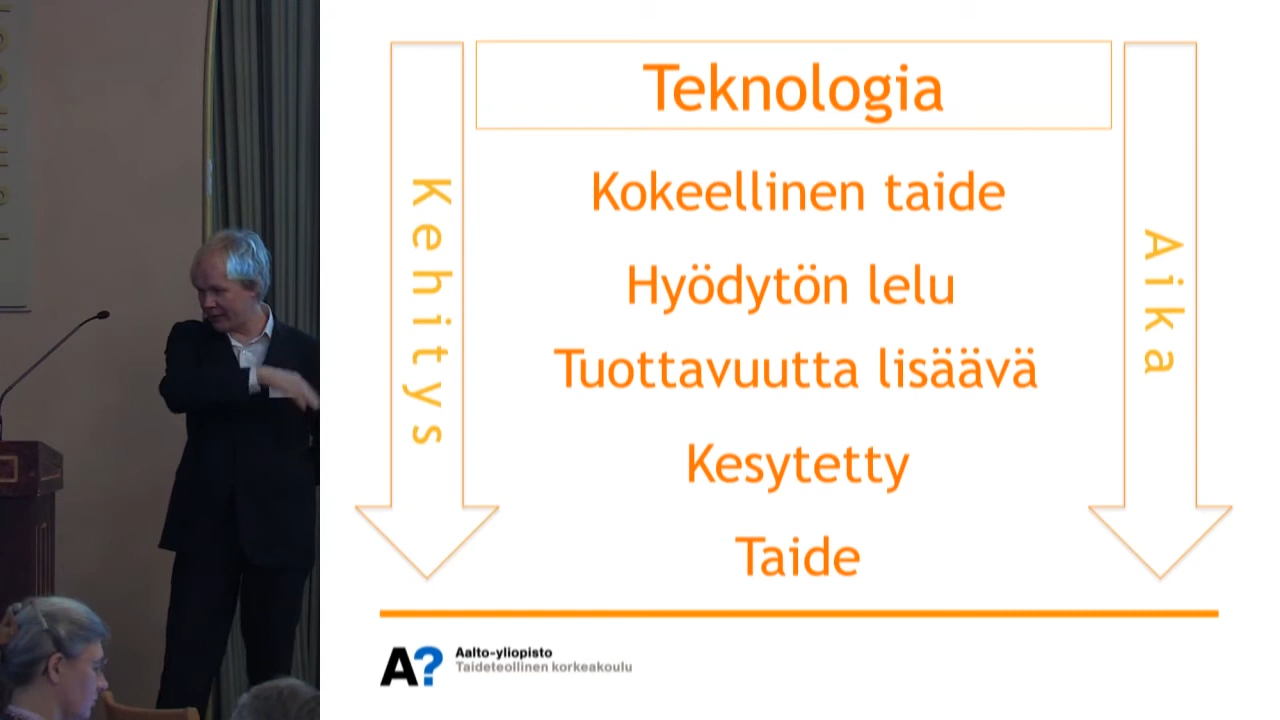 Teknologia
Kehitys
Kokeellinen taide
Hyödytön lelu
Tuottavuutta lisäävä
Kesytetty
Taide
Aika
A?
Aalto-yliopisto
Taideteollinen korkeakoulu